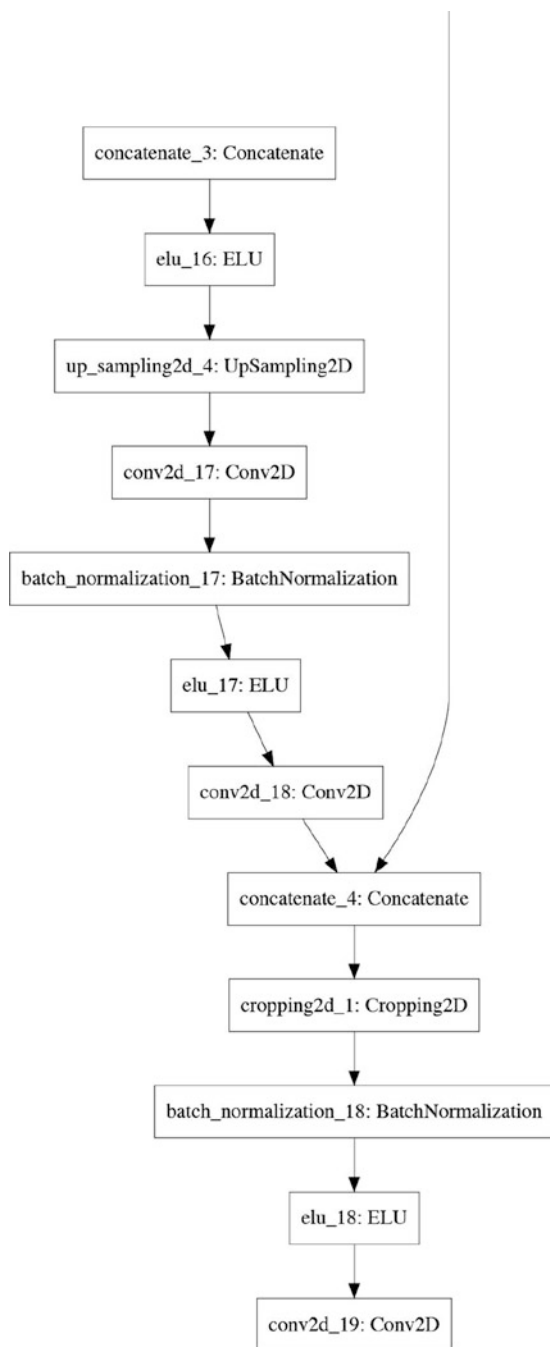 concatenate_3: Concatenate
elu_16: ELU
up_sampling2d_4: UpSampling2D
conv2d_17: Conv2D
batch_normalization_17: BatchNormalization
elu_17: ELU
conv2d_18: Conv2D
concatenate_4: Concatenate
cropping2d_1: Cropping2D
batch_normalization_18: BatchNormalization
elu_18: ELU
conv2d_19: Conv2D